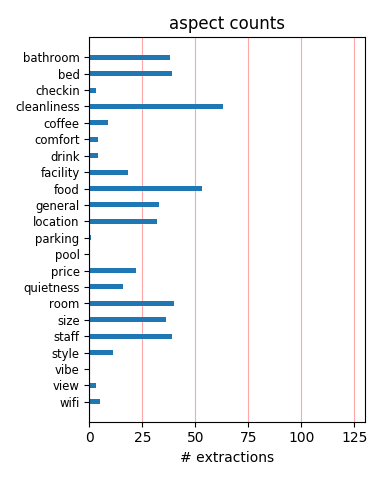 aspect counts
bathroom
bed
checkin
cleanliness
coffee
comfort
drink
facility
food
general
location
parking
pool
price
quietness
room
size
staff
style
vibe
view
wifi
0 25 50 75 100 125
# extractions